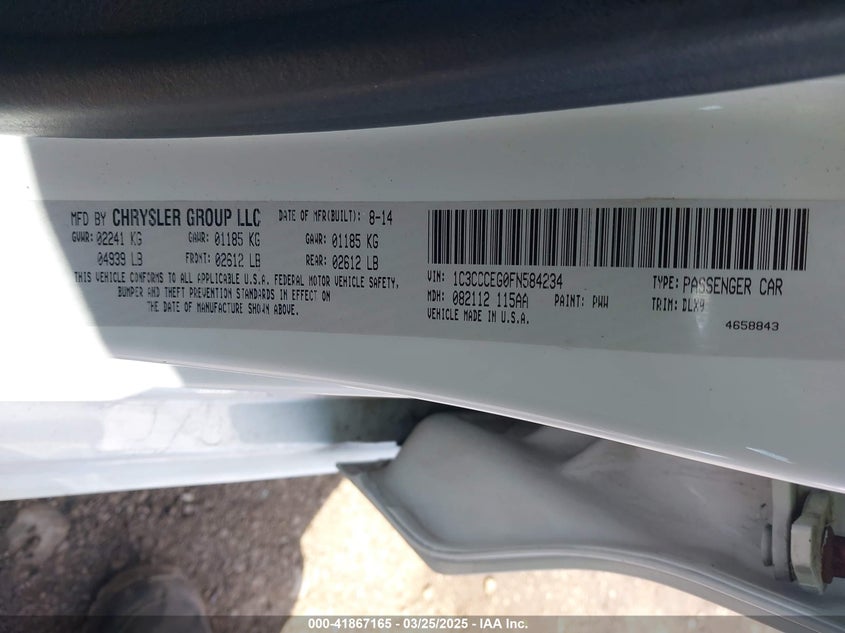 MFD BY CHRYSLER GROUP LLC DATE OF MFR(BUILT): 8-14
GVWR: 02241 KG GAWR: 01185 KG GAWR: 01185 KG
04939 LB FRONT: 02612 LB REAR: 02612 LB
THIS VEHICLE CONFORMS TO ALL APPLICABLE U.S.A. FEDERAL MOTOR VEHICLE SAFETY,
BUMPER AND THEFT PREVENTION STANDARDS IN EFFECT ON
THE DATE OF MANUFACTURE SHOWN ABOVE.
VIN: 1C3CCCEG0FN584234 TYPE: PASSENGER CAR
MDH: 082112 115AA PAINT: PWW TRIM: DLX9
VEHICLE MADE IN U.S.A. 4658843
000-41867165 - 03/25/2025 - IAA Inc.